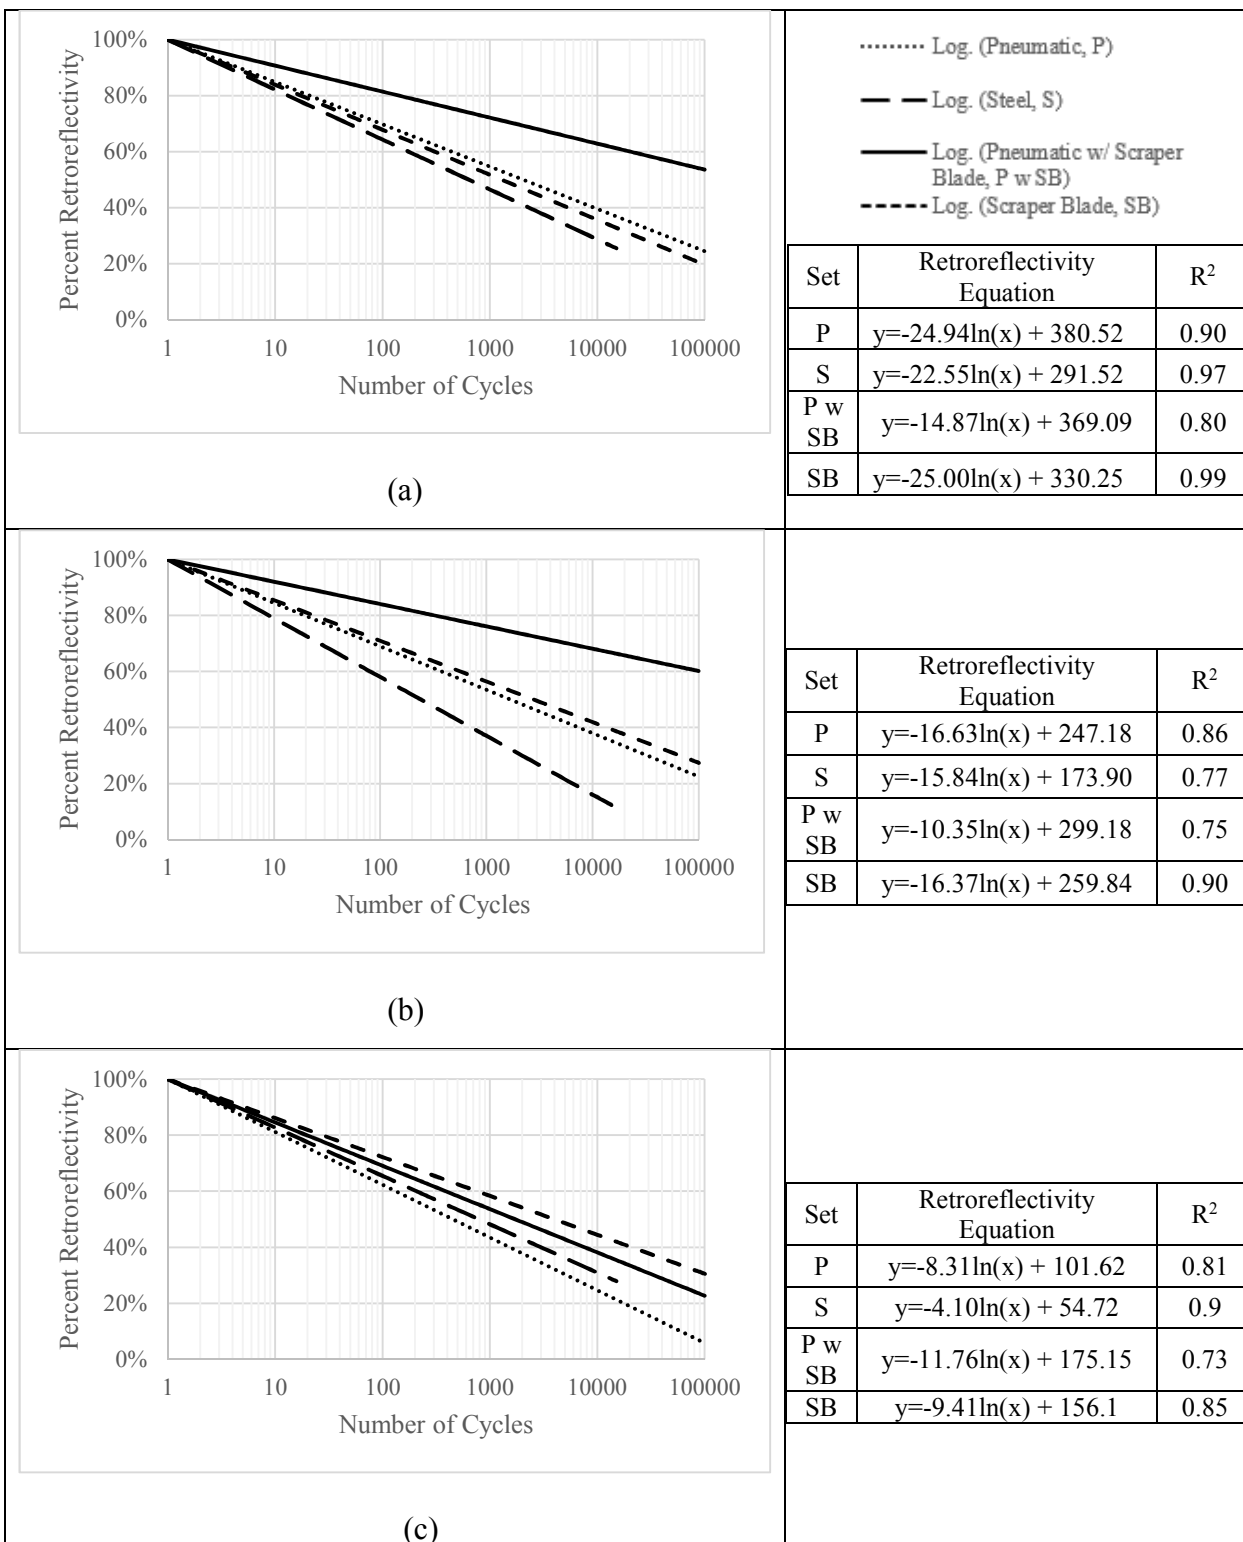 100%
80%
60%
40%
20%
0%
Percent Retroreflectivity
1 10 100 1000 10000 100000
Number of Cycles
(a)
Log. (Pneumatic, P)
Log. (Steel, S)
Log. (Pneumatic w/ Scraper
Blade, P w SB)
Log. (Scraper Blade, SB)
Set Retroreflectivity Equation R²
P y=-24.94ln(x) + 380.52 0.90
S y=-22.55ln(x) + 291.52 0.97
P w SB y=-14.87ln(x) + 369.09 0.80
SB y=-25.00ln(x) + 330.25 0.99
100%
80%
60%
40%
20%
0%
Percent Retroreflectivity
1 10 100 1000 10000 100000
Number of Cycles
(b)
Set Retroreflectivity Equation R²
P y=-16.63ln(x) + 247.18 0.86
S y=-15.84ln(x) + 173.90 0.77
P w SB y=-10.35ln(x) + 299.18 0.75
SB y=-16.37ln(x) + 259.84 0.90
100%
80%
60%
40%
20%
0%
Percent Retroreflectivity
1 10 100 1000 10000 100000
Number of Cycles
(c)
Set Retroreflectivity Equation R²
P y=-8.31ln(x) + 101.62 0.81
S y=-4.10ln(x) + 54.72 0.9
P w SB y=-11.76ln(x) + 175.15 0.73
SB y=-9.41ln(x) + 156.1 0.85